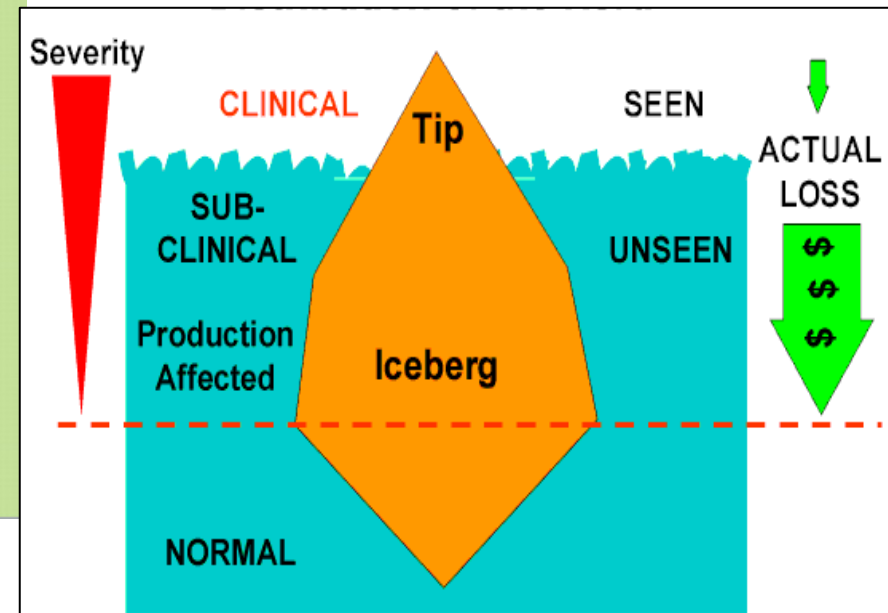 Severity
CLINICAL
Tip
SEEN
ACTUAL
LOSS
SUB-
CLINICAL
UNSEEN
$
$
$
Production
Affected
Iceberg
NORMAL